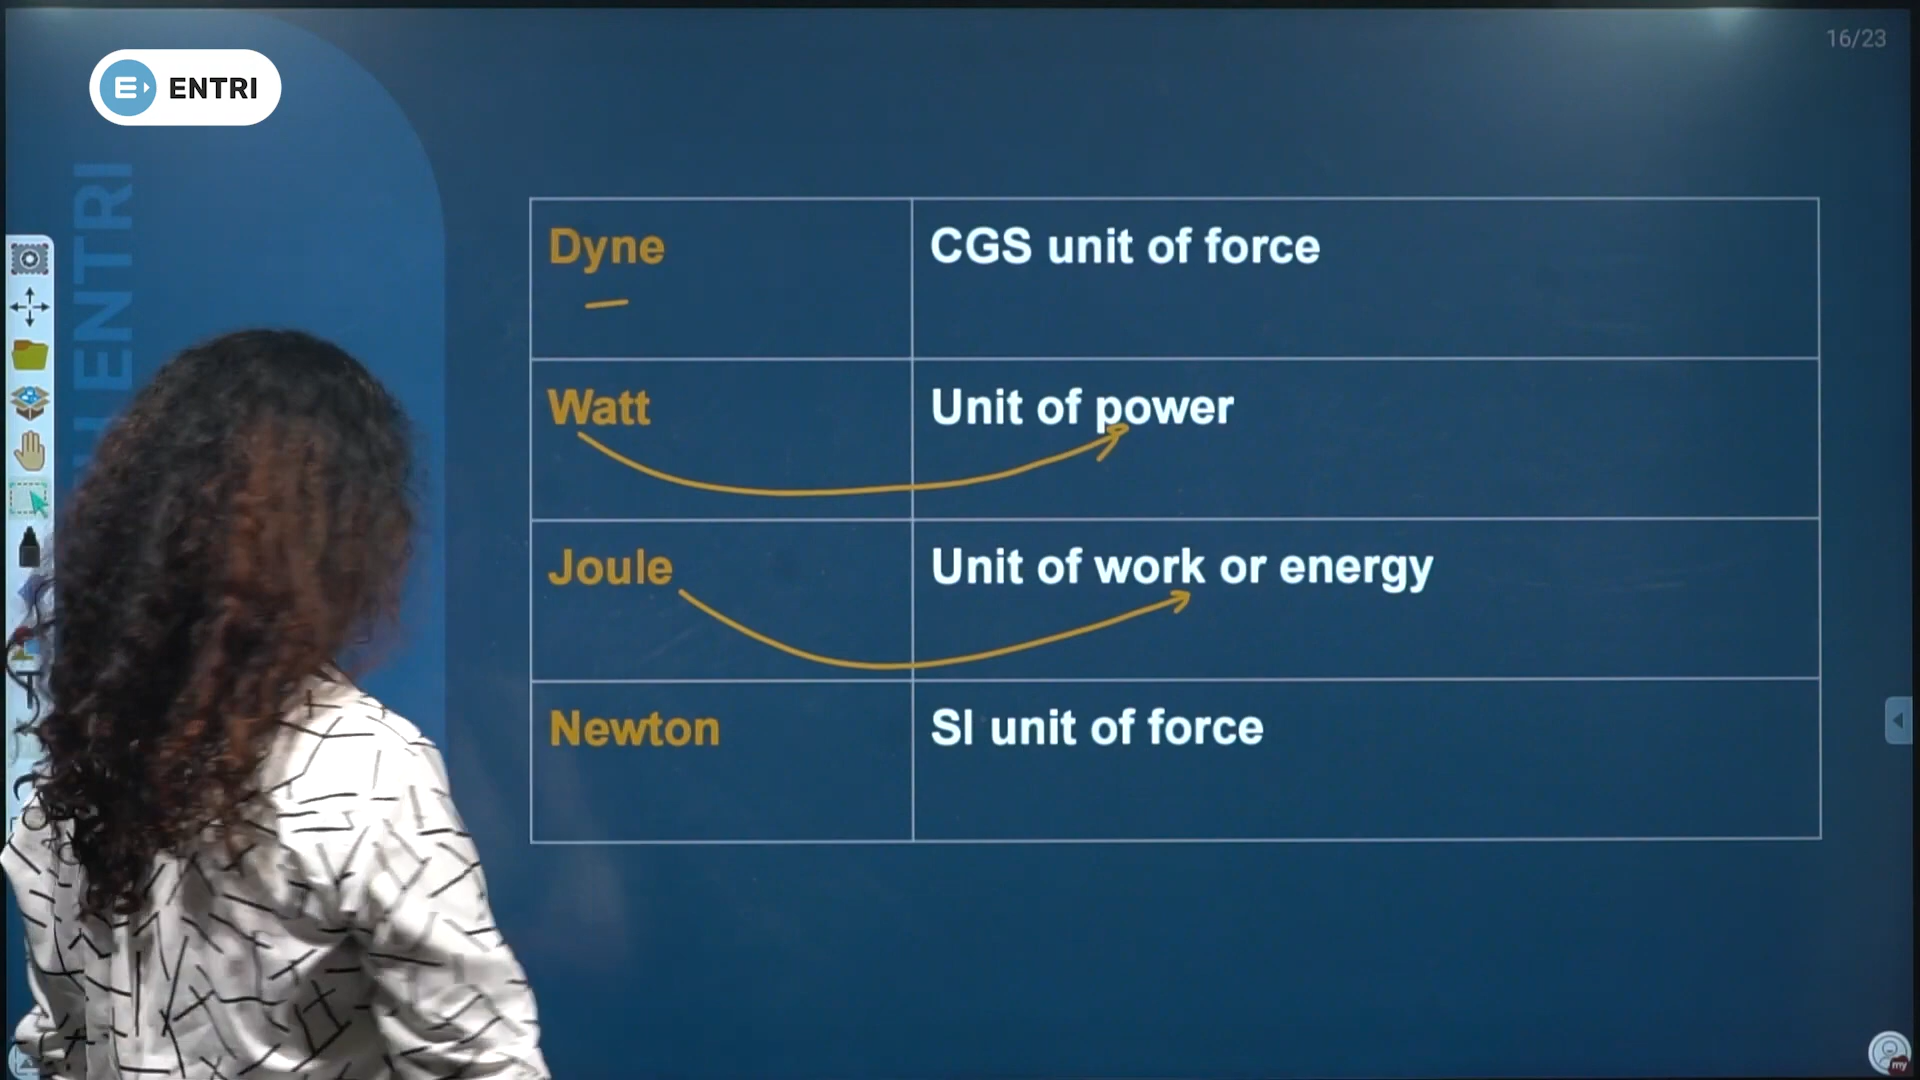 16/23
ENTRI
ENTRI
Dyne
CGS unit of force
Watt
Unit of power
Joule
Unit of work or energy
Newton
SI unit of force
my